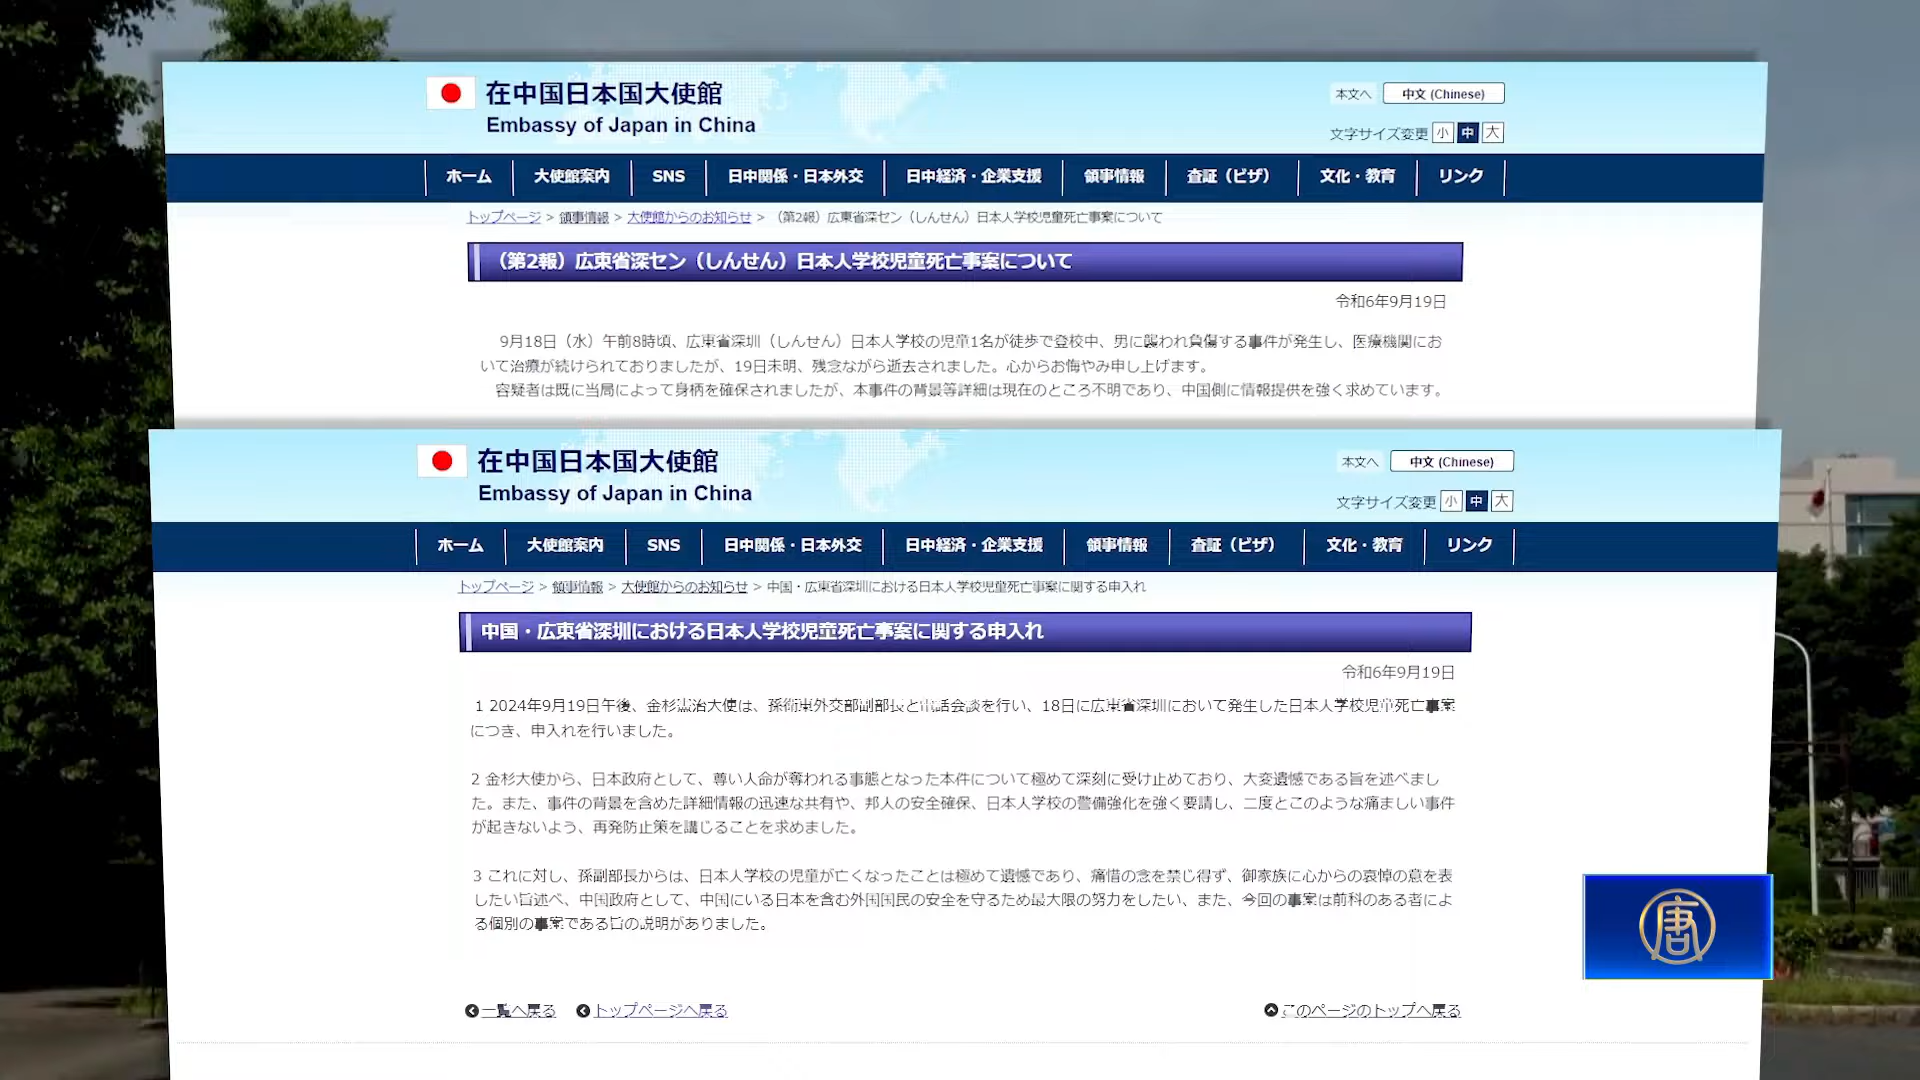 在中国日本国大使館
Embassy of Japan in China
本文へ 中文 (Chinese)
文字サイズ変更 小 中 大
ホーム 大使館案内 SNS 日中関係・日本外交 日中経済・企業支援 領事情報 査証（ビザ） 文化・教育 リンク
トップページ > 領事情報 > 大使館からのお知らせ > （第2報）広東省深セン（しんせん）日本人学校児童死亡事案について
（第2報）広東省深セン（しんせん）日本人学校児童死亡事案について
令和6年9月19日
9月18日（水）午前8時頃、広東省深圳（しんせん）日本人学校の児童1名が徒歩で登校中、男に襲われ負傷する事件が発生し、医療機関にお
いて治療が続けられておりましたが、19日未明、残念ながら逝去されました。心からお悔やみ申し上げます。
容疑者は既に当局によって身柄を確保されましたが、本事件の背景等詳細は現在のところ不明であり、中国側に情報提供を強く求めています。
在中国日本国大使館
Embassy of Japan in China
本文へ 中文 (Chinese)
文字サイズ変更 小 中 大
ホーム 大使館案内 SNS 日中関係・日本外交 日中経済・企業支援 領事情報 査証（ビザ） 文化・教育 リンク
トップページ > 領事情報 > 大使館からのお知らせ > 中国・広東省深圳における日本人学校児童死亡事案に関する申入れ
中国・広東省深圳における日本人学校児童死亡事案に関する申入れ
令和6年9月19日
1 2024年9月19日午後、金杉憲治大使は、孫衛東外交部副部長と電話会談を行い、18日に広東省深圳において発生した日本人学校児童死亡事案
につき、申入れを行いました。
2 金杉大使から、日本政府として、尊い人命が奪われる事態となった本件について極めて深刻に受け止めており、大変遺憾である旨を述べまし
た。また、事件の背景を含めた詳細情報の迅速な共有や、邦人の安全確保、日本人学校の警備強化を強く要請し、二度とこのような痛ましい事件
が起きないよう、再発防止策を講じることを求めました。
3 これに対し、孫副部長からは、日本人学校の児童が亡くなったことは極めて遺憾であり、痛惜の念を禁じ得ず、御家族に心からの哀悼の意を表
したい旨述べ、中国政府として、中国にいる日本を含む外国国民の安全を守るため最大限の努力をしたい、また、今回の事案は前科のある者によ
る個別の事案である旨の説明がありました。
一覧へ戻る トップページへ戻る このページのトップへ戻る
唐